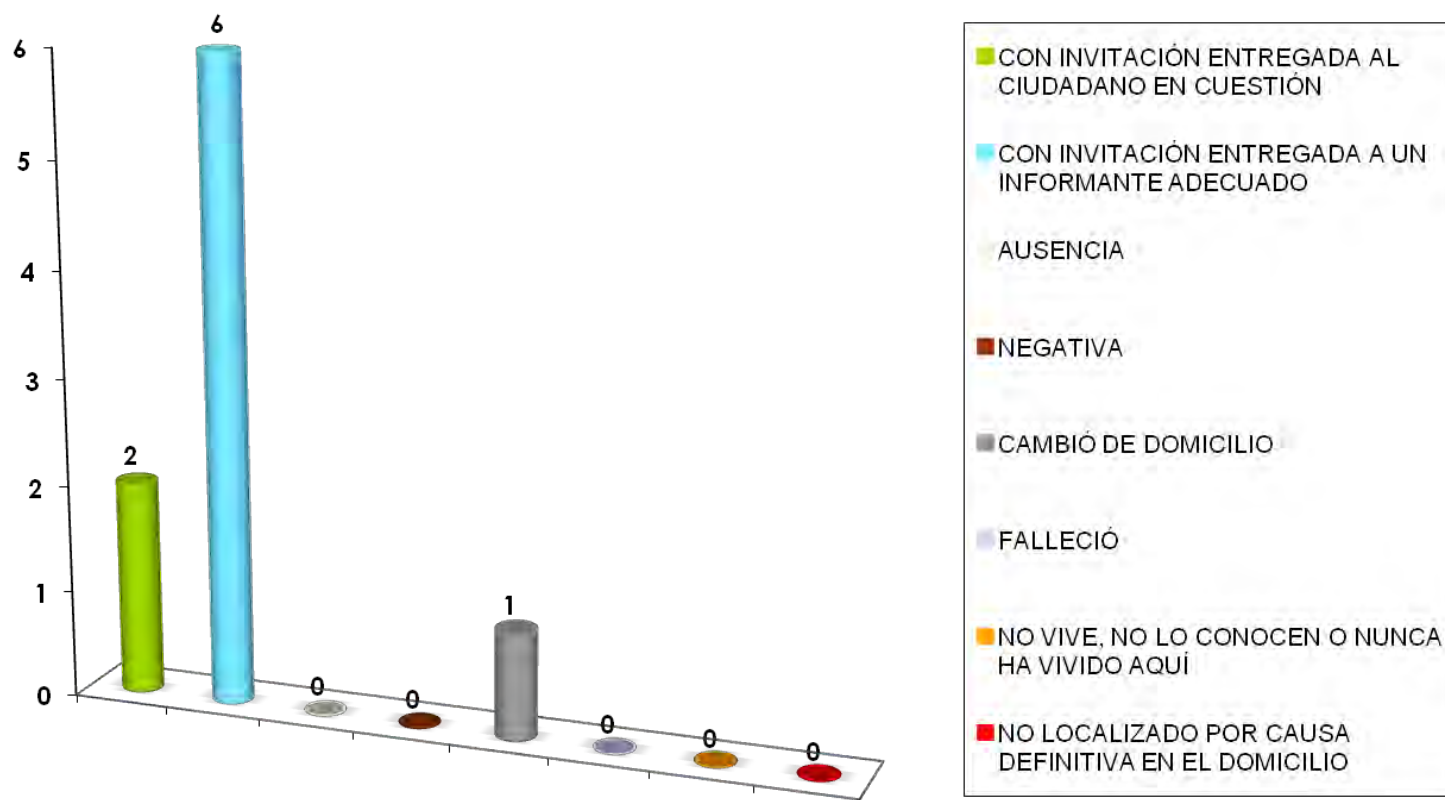 6
5
4
3
2
1
0
2
6
0
0
1
0
0
0
CON INVITACIÓN ENTREGADA AL
CIUDADANO EN CUESTIÓN
CON INVITACIÓN ENTREGADA A UN
INFORMANTE ADECUADO
AUSENCIA
NEGATIVA
CAMBIÓ DE DOMICILIO
FALLECIÓ
NO VIVE, NO LO CONOCEN O NUNCA
HA VIVIDO AQUÍ
NO LOCALIZADO POR CAUSA
DEFINITIVA EN EL DOMICILIO